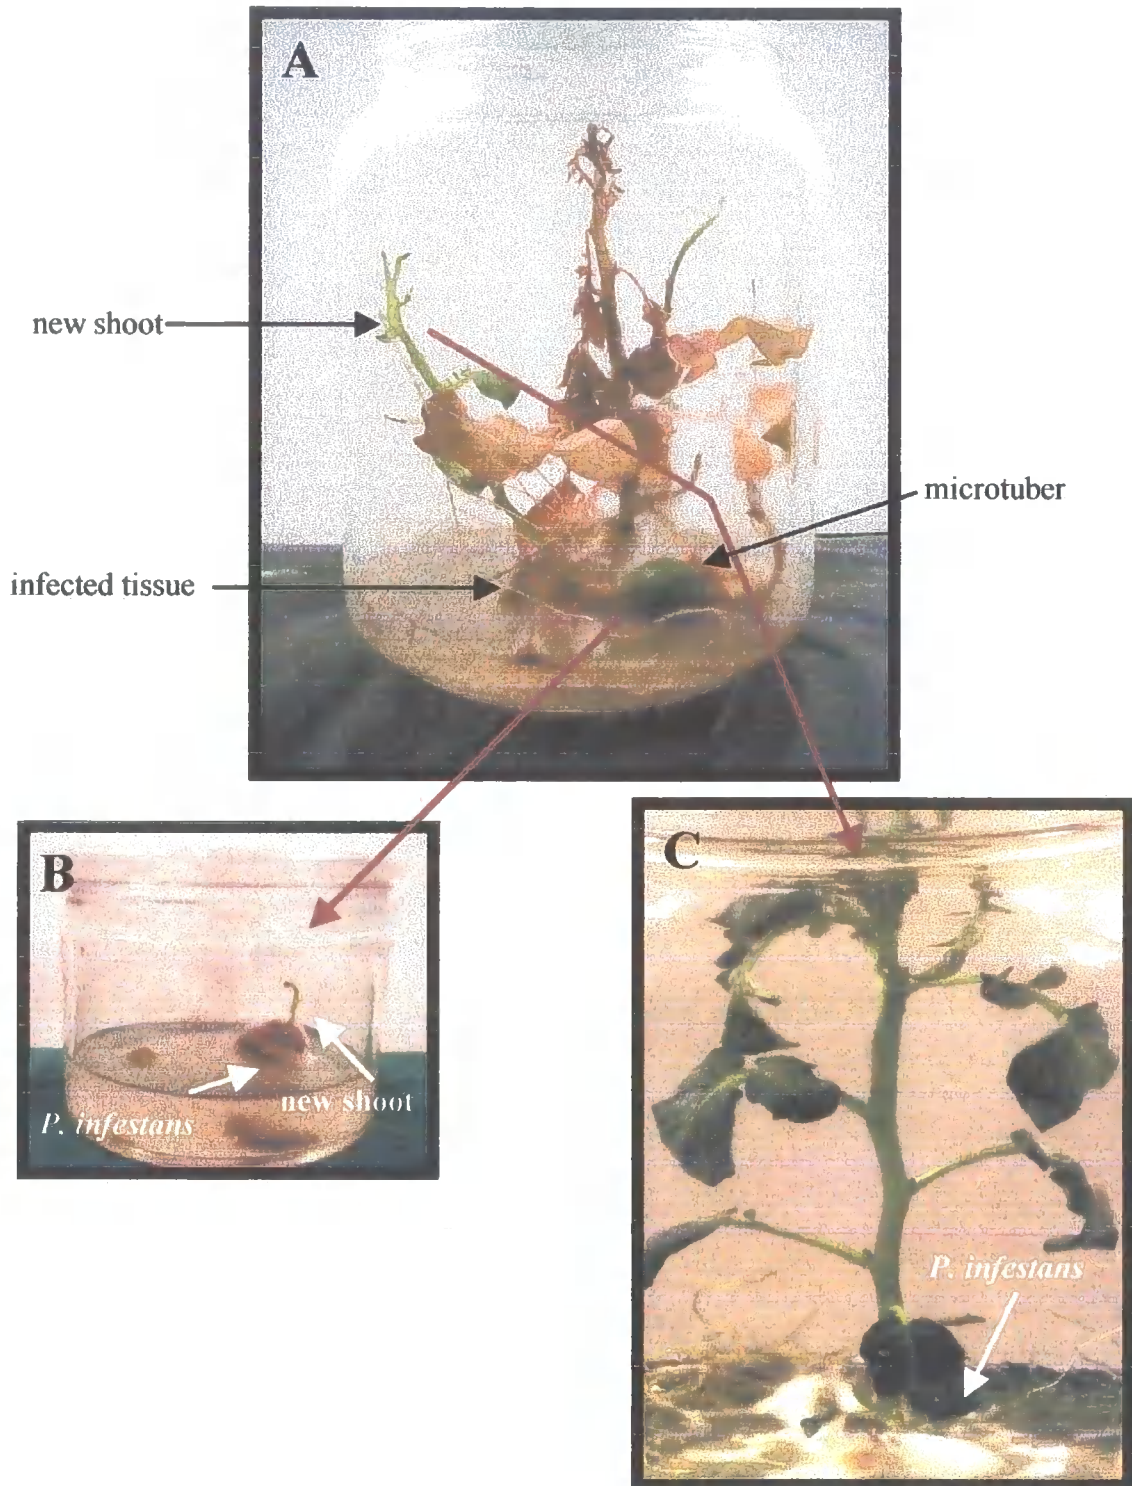 A
new shoot
microtuber
infected tissue
B
new shoot
P. infestans
C
P. infestans